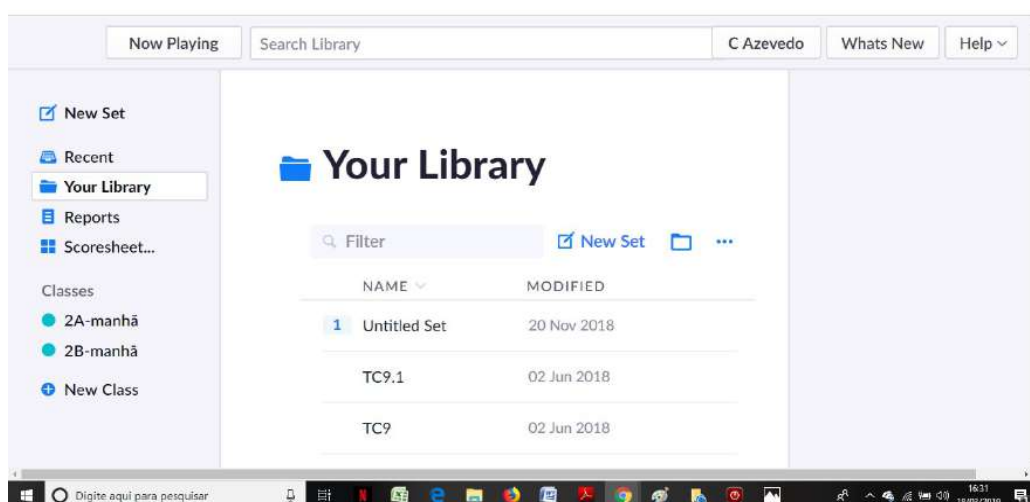 Now Playing Search Library C Azevedo Whats New Help
New Set
Recent
Your Library
Reports
Scoresheet...
Classes
2A-manhã
2B-manhã
New Class
Your Library
Filter New Set ...
NAME MODIFIED
1 Untitled Set 20 Nov 2018
TC9.1 02 Jun 2018
TC9 02 Jun 2018
Digite aqui para pesquisar 16:31